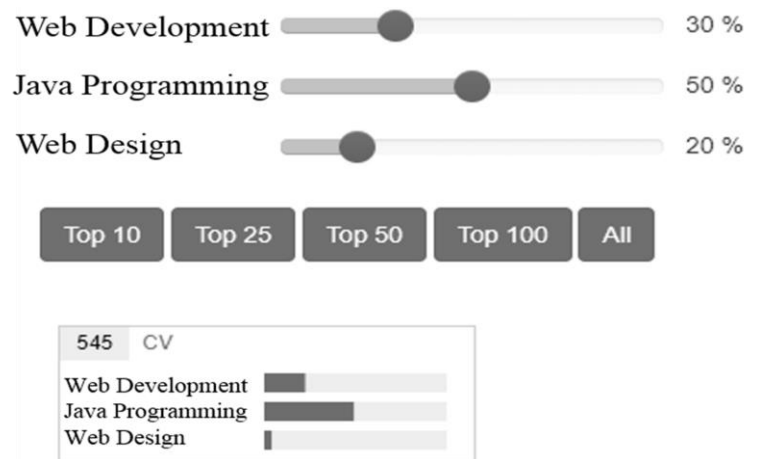 Web Development 30 %
Java Programming 50 %
Web Design 20 %
Top 10 Top 25 Top 50 Top 100 All
545 CV
Web Development
Java Programming
Web Design